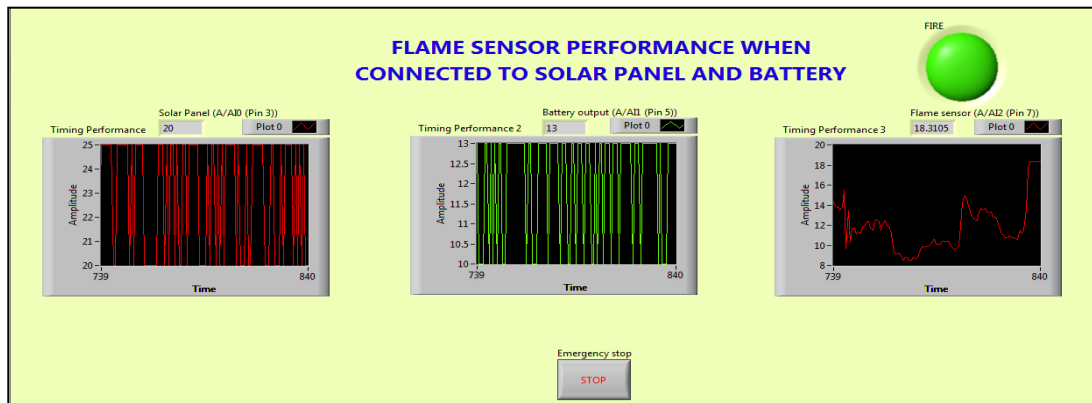 FLAME SENSOR PERFORMANCE WHEN
CONNECTED TO SOLAR PANEL AND BATTERY
FIRE
Solar Panel (A/AI0 (Pin 3))
Timing Performance
20
Plot 0
25
24
23
22
21
20
Amplitude
739
840
Time
Battery output (A/AI1 (Pin 5))
Timing Performance 2
13
Plot 0
13
12.5
12
11.5
11
10.5
10
Amplitude
739
840
Time
Flame sensor (A/AI2 (Pin 7))
Timing Performance 3
18.3105
Plot 0
20
18
16
14
12
10
8
Amplitude
739
840
Time
Emergency stop
STOP